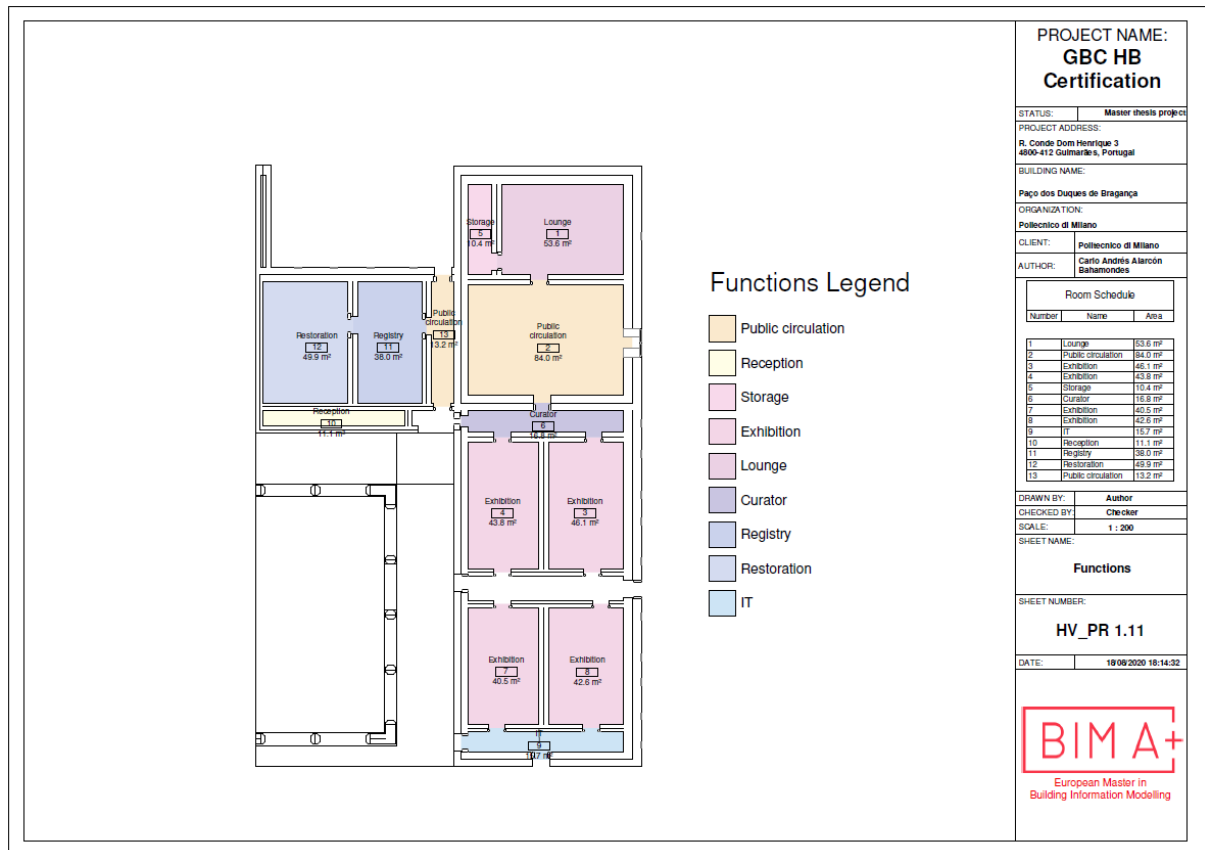 Storage
5
10.4 m²
Lounge
1
53.6 m²
Public
circulation
13
13.2 m²
Public
circulation
2
84.0 m²
Restoration
12
49.9 m²
Registry
11
38.0 m²
Reception
10
11.1 m²
Curator
6
16.8 m²
Exhibition
4
43.8 m²
Exhibition
3
46.1 m²
Exhibition
7
40.5 m²
Exhibition
8
42.6 m²
IT
9
15.7 m²
Functions Legend
Public circulation
Reception
Storage
Exhibition
Lounge
Curator
Registry
Restoration
IT
PROJECT NAME:
GBC HB
Certification
STATUS: Master thesis project
PROJECT ADDRESS:
R. Conde Dom Henrique 3
4800-412 Guimarães, Portugal
BUILDING NAME:
Paço dos Duques de Bragança
ORGANIZATION:
Politecnico di Milano
CLIENT: Politecnico di Milano
AUTHOR: Carlo Andrés Alarcón
Bahamondes
Room Schedule
Number Name Area
1 Lounge 53.6 m²
2 Public circulation 84.0 m²
3 Exhibition 46.1 m²
4 Exhibition 43.8 m²
5 Storage 10.4 m²
6 Curator 16.8 m²
7 Exhibition 40.5 m²
8 Exhibition 42.6 m²
9 IT 15.7 m²
10 Reception 11.1 m²
11 Registry 38.0 m²
12 Restoration 49.9 m²
13 Public circulation 13.2 m²
DRAWN BY: Author
CHECKED BY: Checker
SCALE: 1 : 200
SHEET NAME:
Functions
SHEET NUMBER:
HV_PR 1.11
DATE: 18/08/2020 18:14:32
BIM A+
European Master in
Building Information Modelling